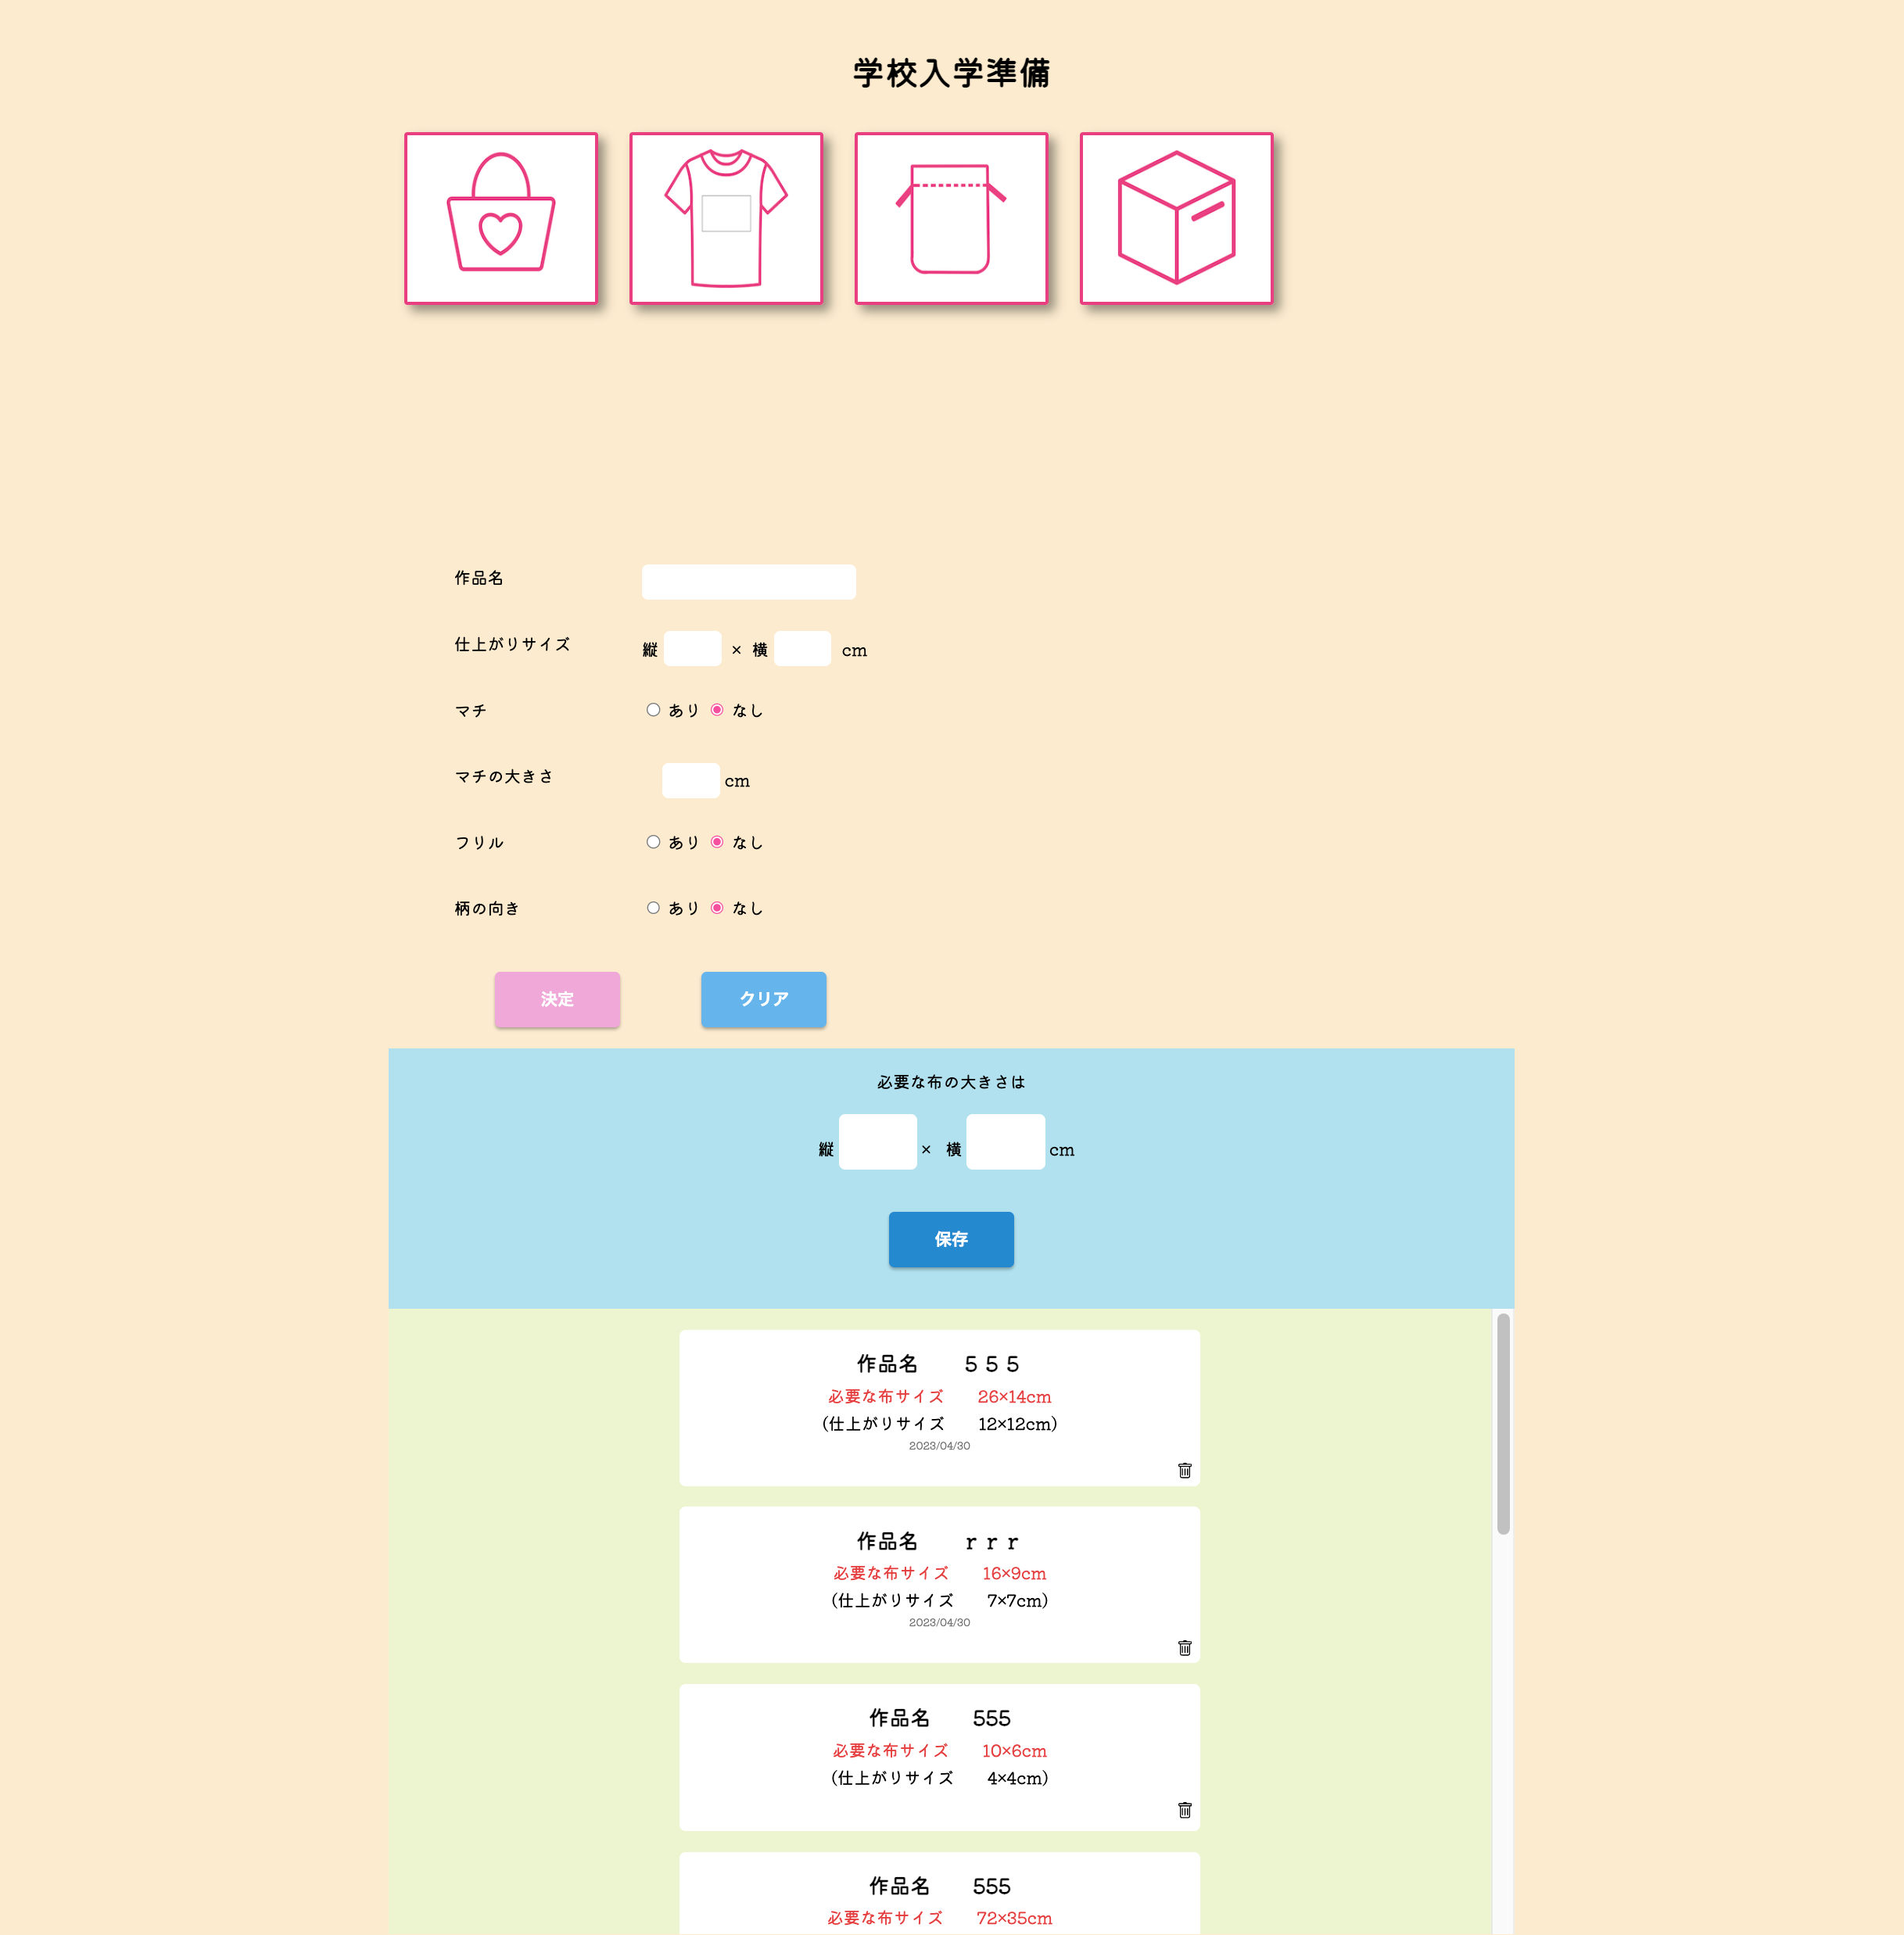 学校入学準備
作品名
仕上がりサイズ 縦 × 横 cm
マチ あり なし
マチの大きさ cm
フリル あり なし
柄の向き あり なし
決定 クリア
必要な布の大きさは
縦 × 横 cm
保存
作品名 ５５５
必要な布サイズ 26×14cm
(仕上がりサイズ 12×12cm)
2023/04/30
作品名 ｒｒｒ
必要な布サイズ 16×9cm
(仕上がりサイズ 7×7cm)
2023/04/30
作品名 555
必要な布サイズ 10×6cm
(仕上がりサイズ 4×4cm)
作品名 555
必要な布サイズ 72×35cm